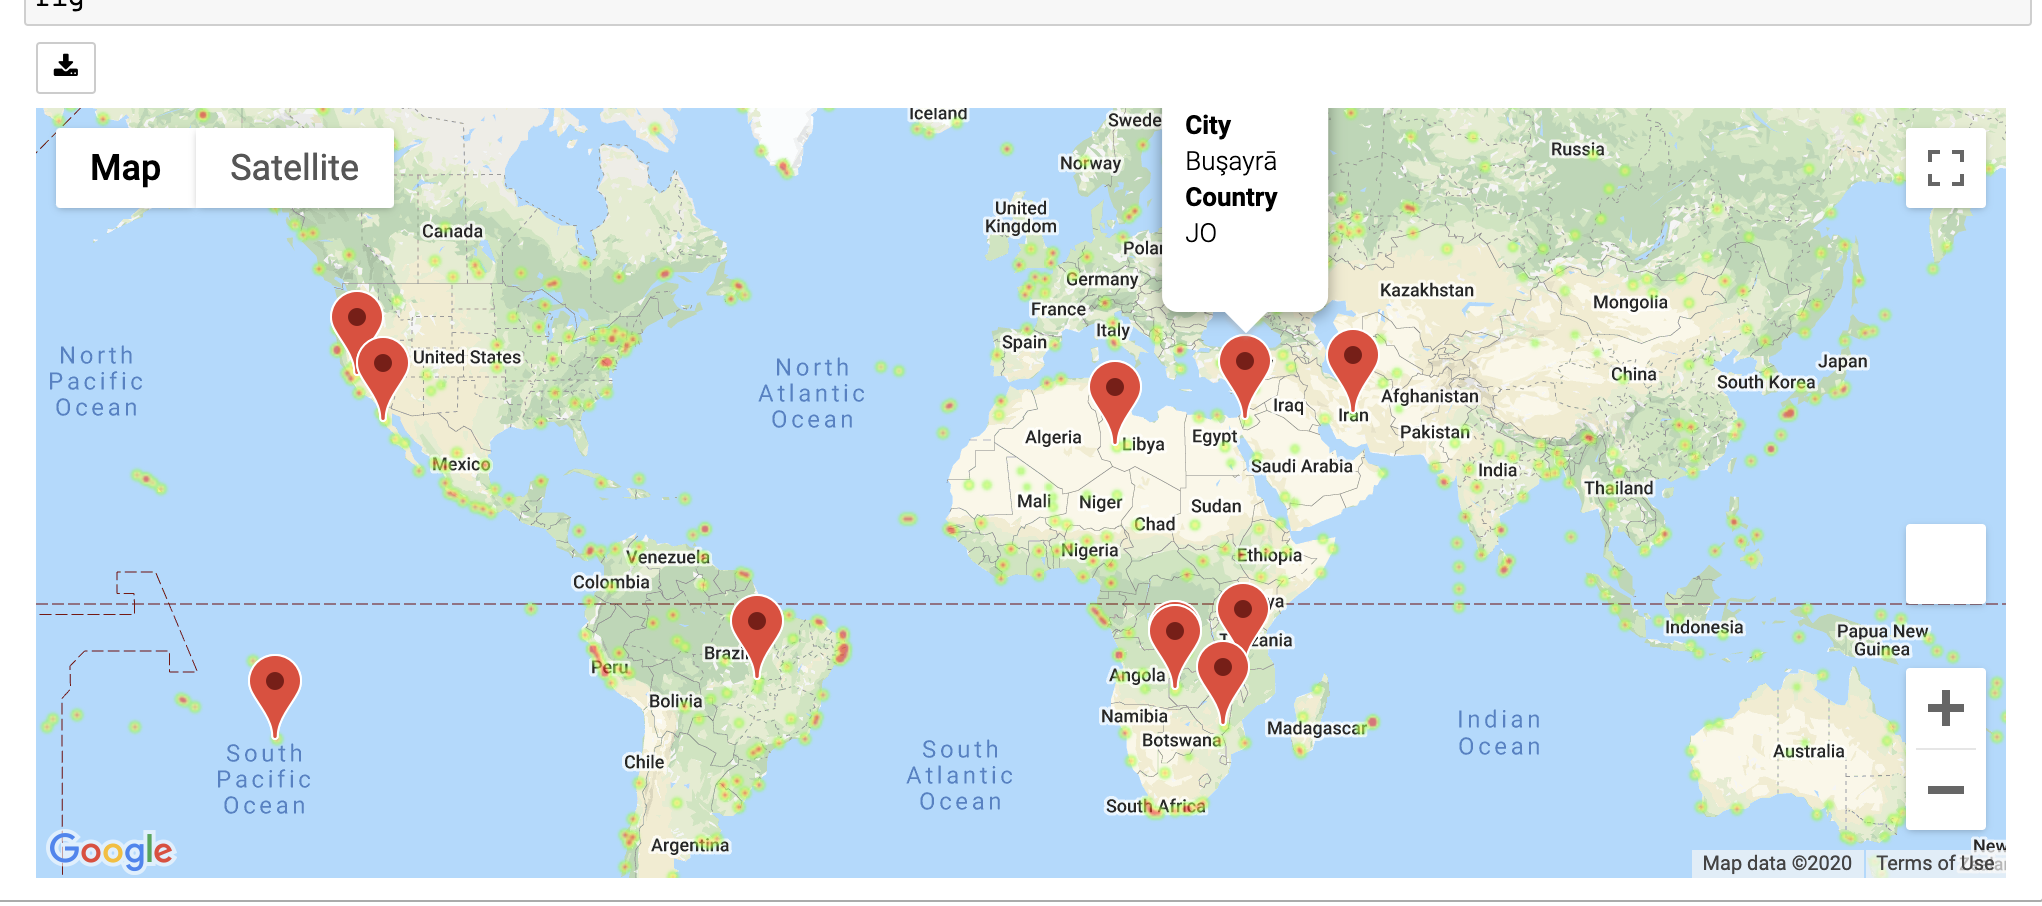 fig
Map
Satellite
City
Buşayrā
Country
JO
Iceland
Swede
Norway
Russia
United
Kingdom
Canada
Polar
Germany
Kazakhstan
Mongolia
France
Italy
Spain
United States
North
Pacific
Ocean
North
Atlantic
Ocean
Japan
China
South Korea
Afghanistan
Iraq
Iran
Algeria
Libya
Egypt
Pakistan
Mexico
Saudi Arabia
India
Thailand
Mali
Niger
Sudan
Chad
Nigeria
Ethiopia
Venezuela
Colombia
ya
Indonesia
Papua New
Guinea
zania
Brazil
Peru
Angola
Bolivia
Namibia
Botswana
Madagascar
Indian
Ocean
South
Pacific
Ocean
South
Atlantic
Ocean
Chile
Australia
South Africa
Argentina
New
Google
Map data ©2020
Terms of Use